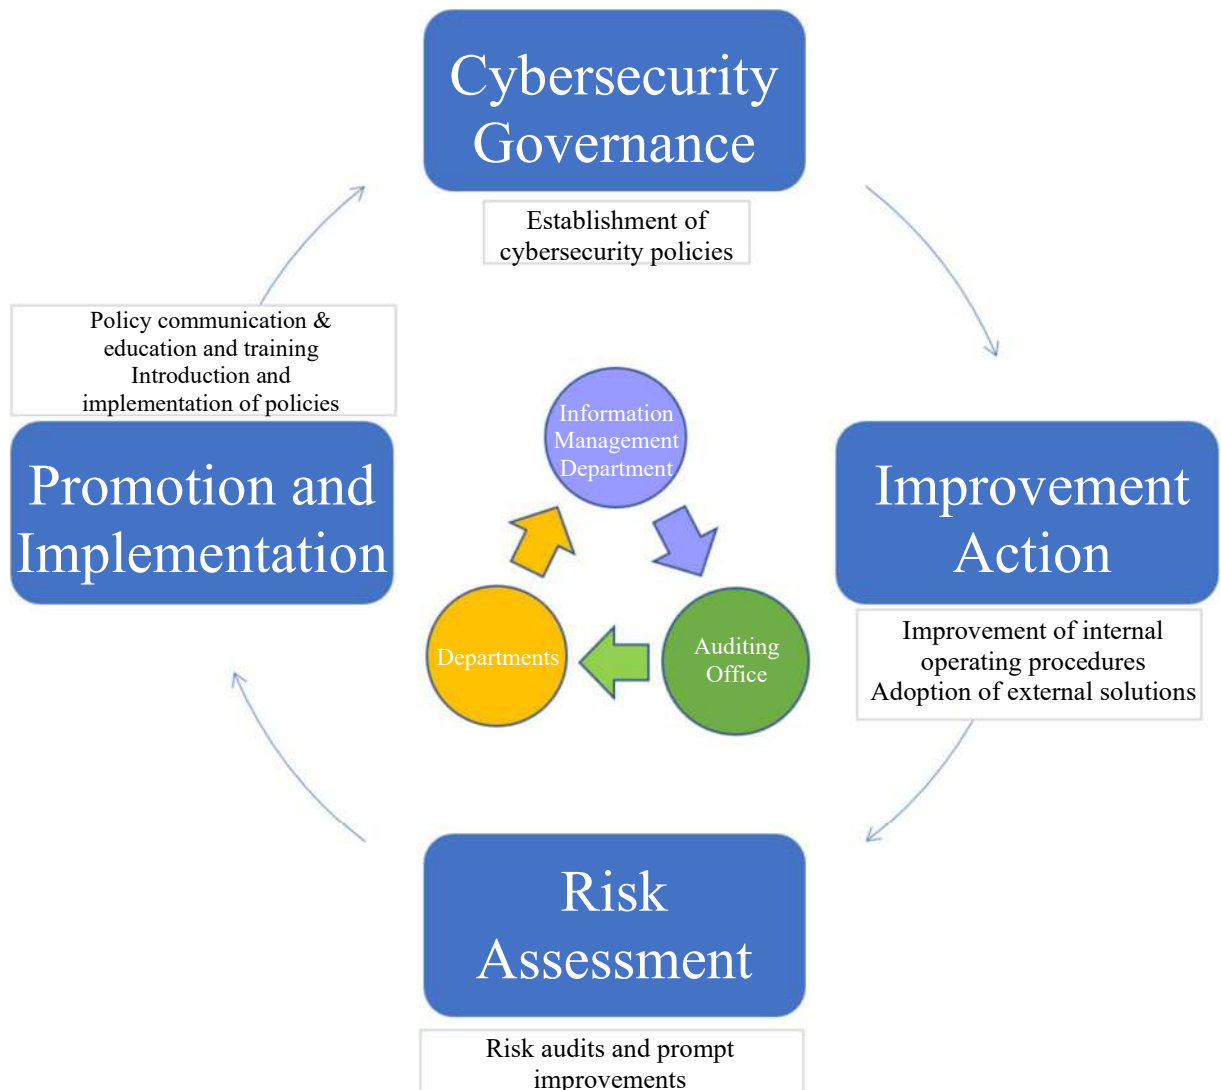 Cybersecurity
Governance
Establishment of
cybersecurity policies
Policy communication &
education and training
Introduction and
implementation of policies
Promotion and
Implementation
Information
Management
Department
Departments
Auditing
Office
Improvement
Action
Improvement of internal
operating procedures
Adoption of external solutions
Risk
Assessment
Risk audits and prompt
improvements